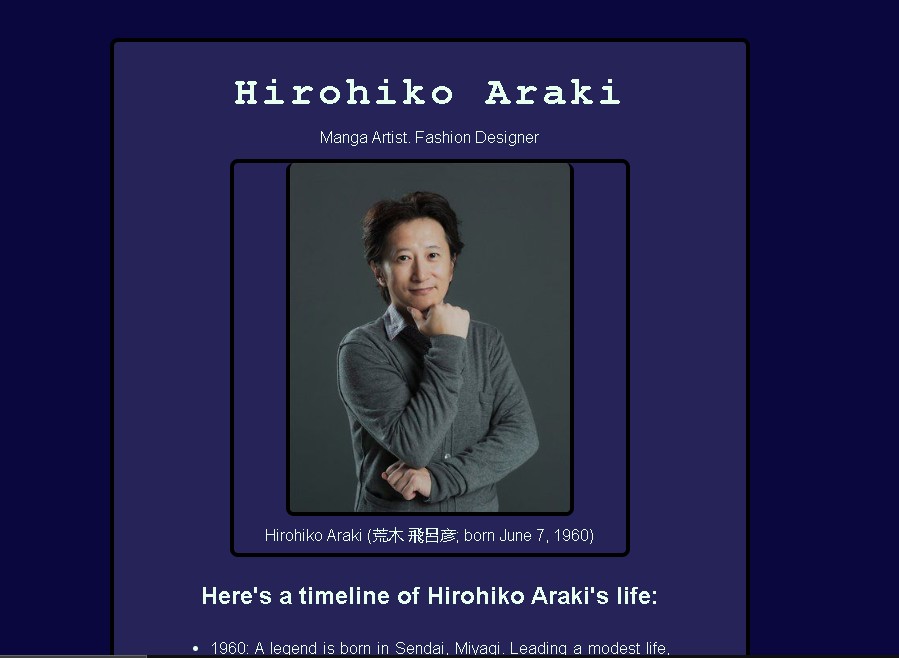 Hirohiko Araki
Manga Artist. Fashion Designer
Hirohiko Araki (荒木 飛呂彦; born June 7, 1960)
Here's a timeline of Hirohiko Araki's life:
• 1960: A legend is born in Sendai, Miyagi. Leading a modest life,